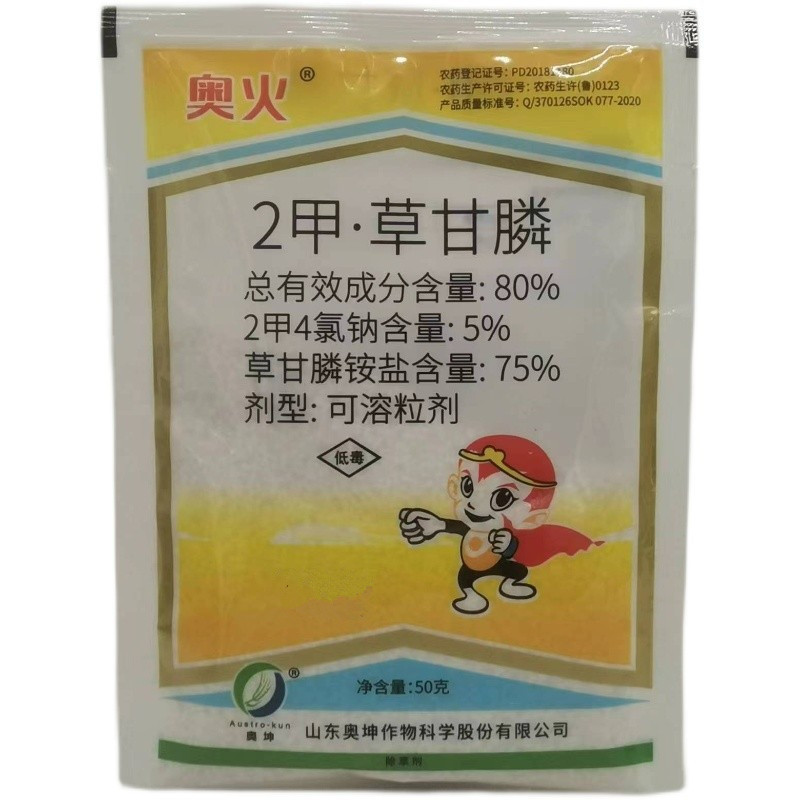 奥火®
农药登记证号：PD2018
农药生产许可证号：农药生许(鲁)0123
产品质量标准号：Q/370126SOK 077-2020
2甲·草甘膦
总有效成分含量: 80%
2甲4氯钠含量: 5%
草甘膦铵盐含量: 75%
剂型: 可溶粒剂
低毒
净含量:50克
®
Austro-kun
奥坤
山东奥坤作物科学股份有限公司
除草剂